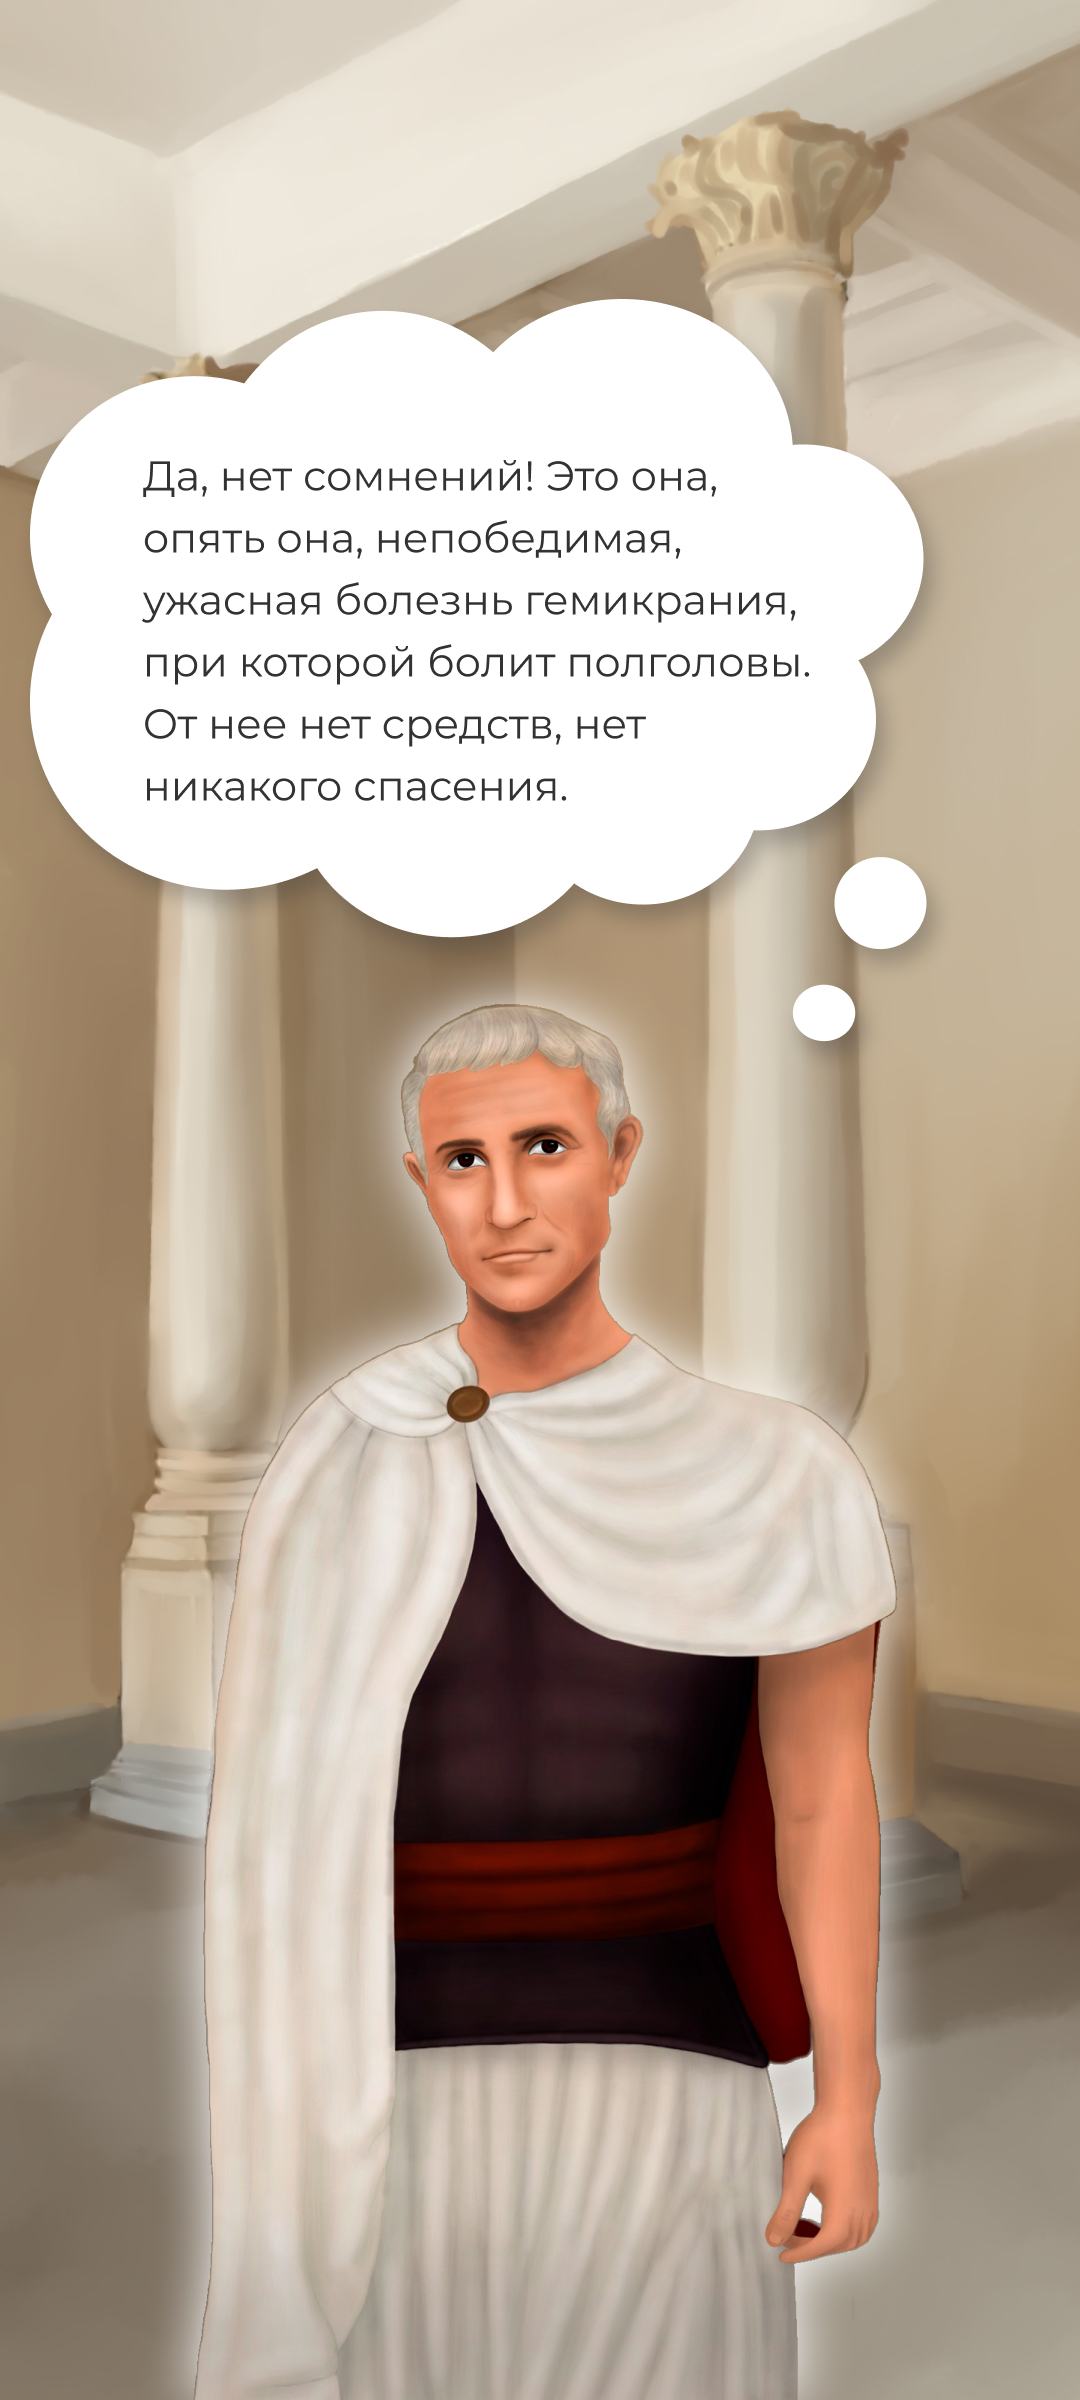 Да, нет сомнений! Это она,
опять она, непобедимая,
ужасная болезнь гемикрания,
при которой болит полголовы.
От нее нет средств, нет
никакого спасения.